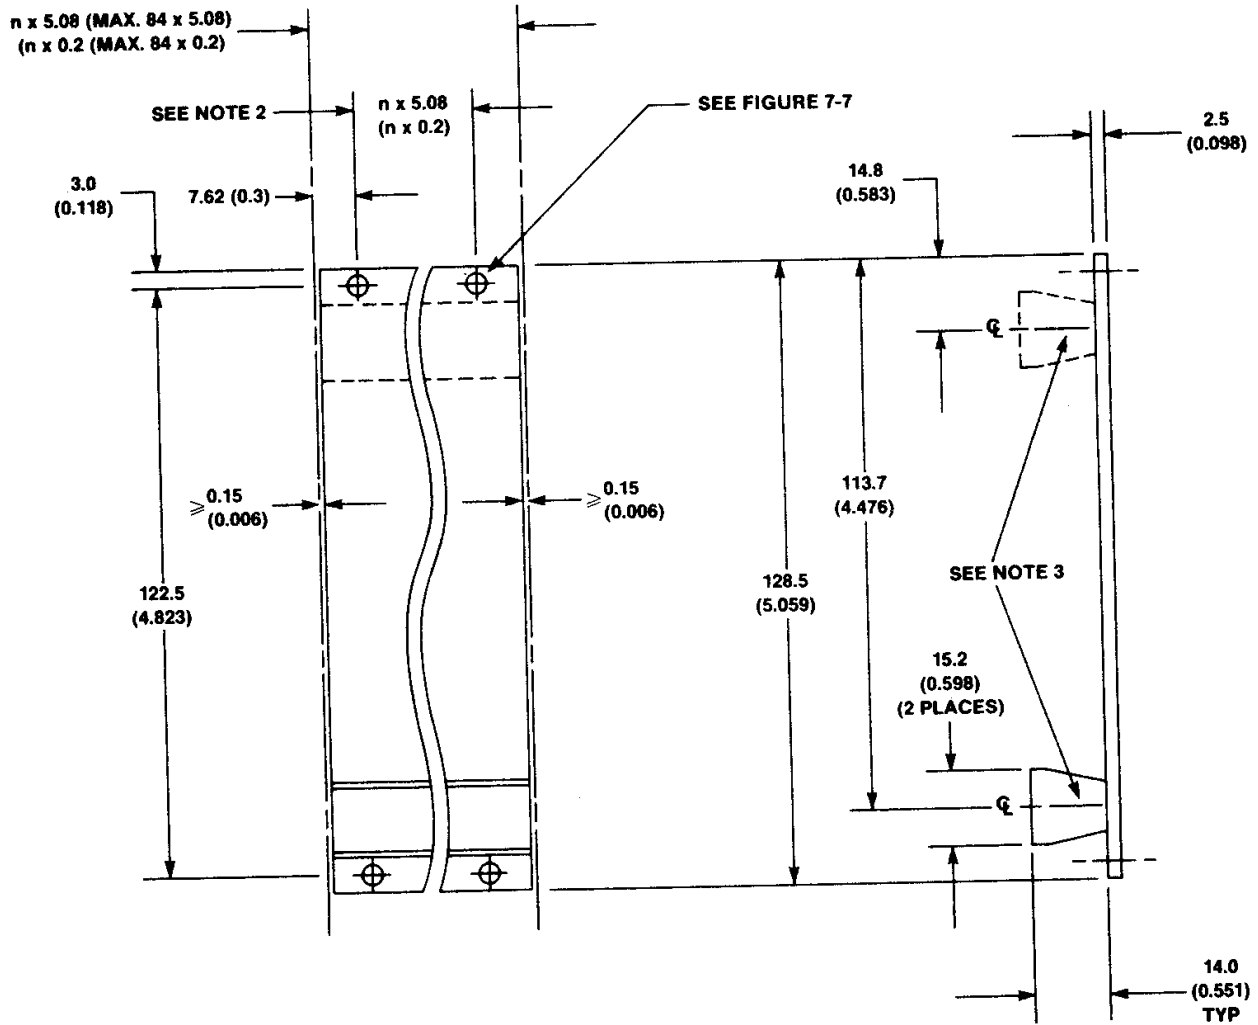 n x 5.08 (MAX. 84 x 5.08)
(n x 0.2 (MAX. 84 x 0.2)
SEE NOTE 2
n x 5.08
(n x 0.2)
SEE FIGURE 7-7
2.5
(0.098)
3.0
(0.118)
7.62 (0.3)
14.8
(0.583)
℄
≥ 0.15
(0.006)
≥ 0.15
(0.006)
113.7
(4.476)
122.5
(4.823)
128.5
(5.059)
SEE NOTE 3
15.2
(0.598)
(2 PLACES)
℄
14.0
(0.551)
TYP